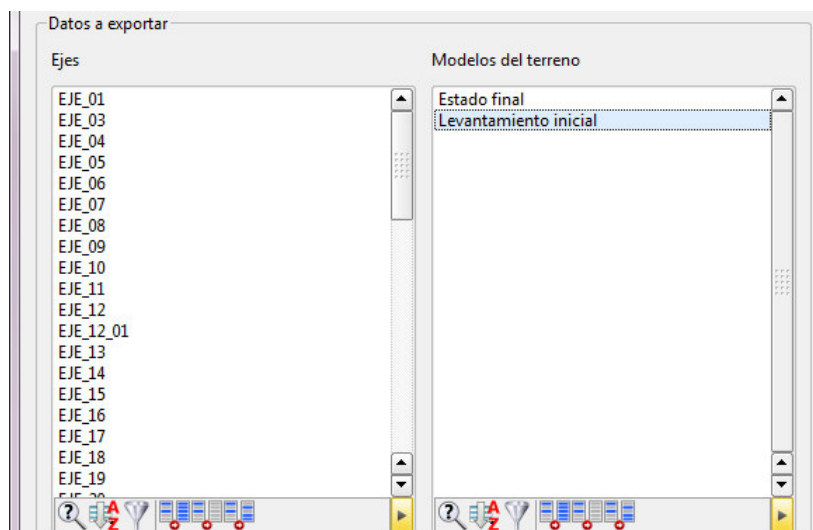 Datos a exportar
Ejes
EJE_01
EJE_03
EJE_04
EJE_05
EJE_06
EJE_07
EJE_08
EJE_09
EJE_10
EJE_11
EJE_12
EJE_12_01
EJE_13
EJE_14
EJE_15
EJE_16
EJE_17
EJE_18
EJE_19
Modelos del terreno
Estado final
Levantamiento inicial